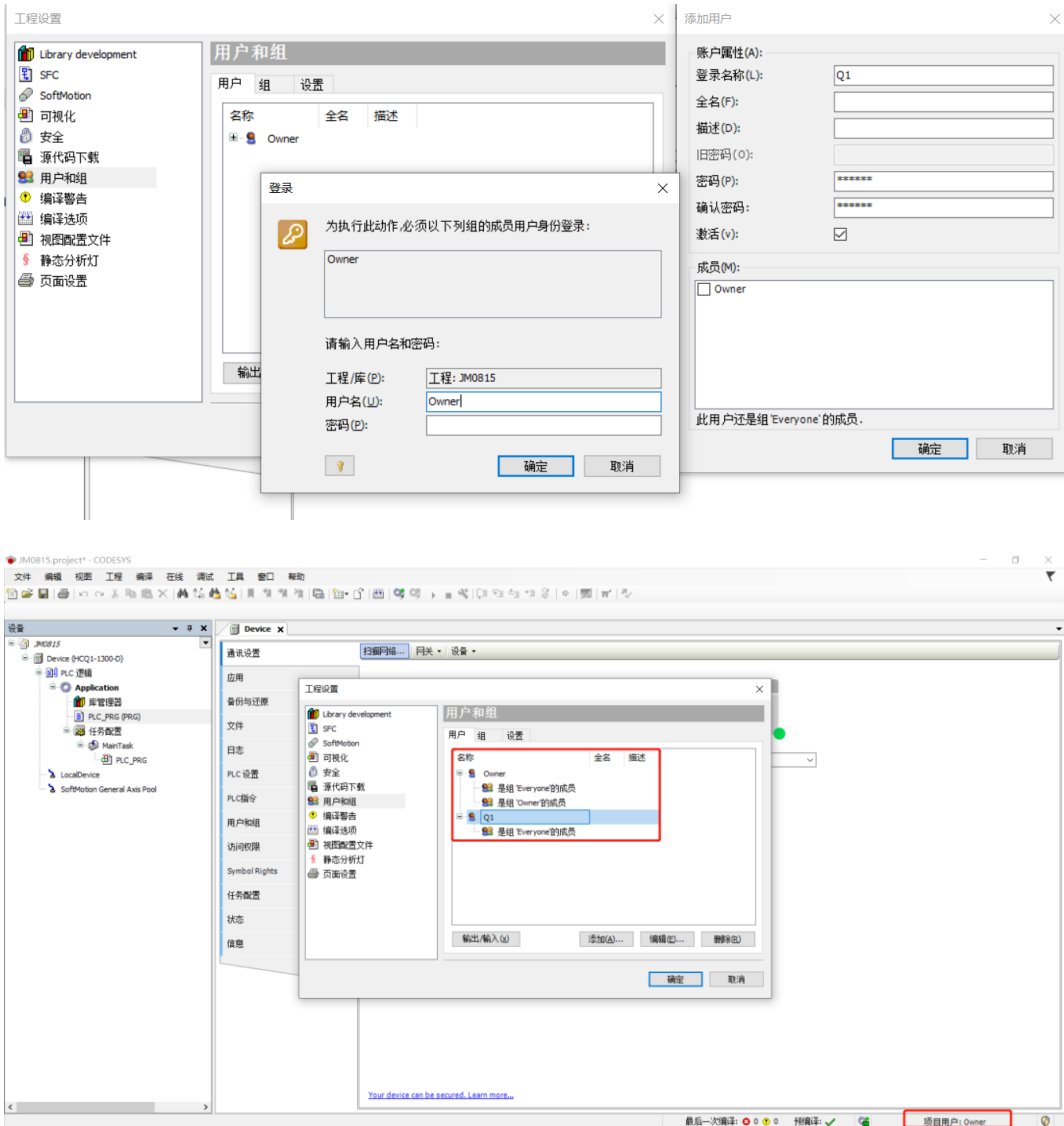 工程设置
Library development
SFC
SoftMotion
可视化
安全
源代码下载
用户和组
编译警告
编译选项
视图配置文件
静态分析灯
页面设置
用户和组
用户 组 设置
名称 全名 描述
Owner
输出
登录
为执行此动作,必须以下列组的成员用户身份登录:
Owner
请输入用户名和密码:
工程/库(P): 工程: JM0815
用户名(U): Owner
密码(P):
确定 取消
添加用户
账户属性(A):
登录名称(L): Q1
全名(F):
描述(D):
旧密码(O):
密码(P): ******
确认密码: ******
激活(v):
成员(M):
Owner
此用户还是组'Everyone'的成员.
确定 取消
JM0815.project* - CODESYS
文件 编辑 视图 工程 编译 在线 调试 工具 窗口 帮助
设备
JM0815
Device (HCQ1-1300-D)
PLC 逻辑
Application
库管理器
PLC_PRG (PRG)
任务配置
MainTask
PLC_PRG
LocalDevice
SoftMotion General Axis Pool
Device
通讯设置
应用
备份与还原
文件
日志
PLC 设置
PLC指令
用户和组
访问权限
Symbol Rights
任务配置
状态
信息
扫描网络... 网关 设备
工程设置
Library development
SFC
SoftMotion
可视化
安全
源代码下载
用户和组
编译警告
编译选项
视图配置文件
静态分析灯
页面设置
用户和组
用户 组 设置
名称 全名 描述
Owner
是组'Everyone'的成员
是组'Owner'的成员
Q1
是组'Everyone'的成员
输出/输入(X) 添加(A)... 编辑(E)... 删除(R)
确定 取消
Your device can be secured. Learn more...
最后一次编译: 0 0 预编译: 项目用户: Owner